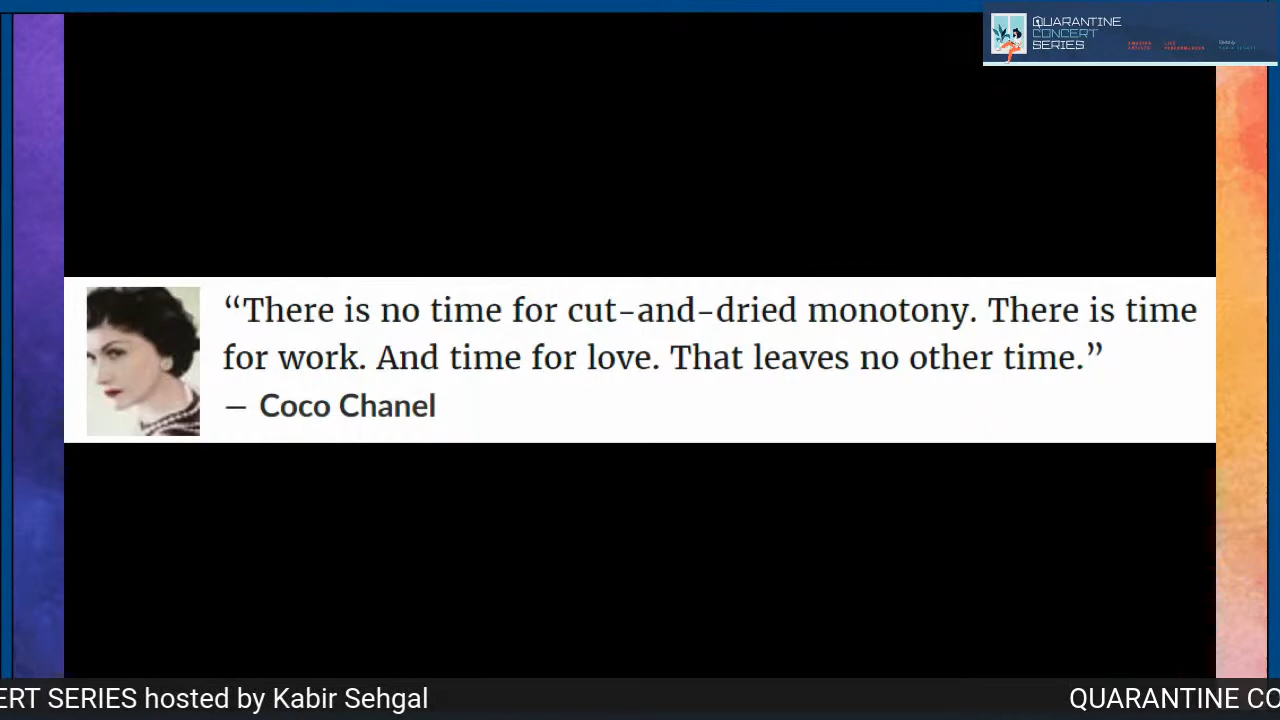 QUARANTINE
CONCERT
SERIES
“There is no time for cut-and-dried monotony. There is time
for work. And time for love. That leaves no other time.”
— Coco Chanel
ERT SERIES hosted by Kabir Sehgal
QUARANTINE CO